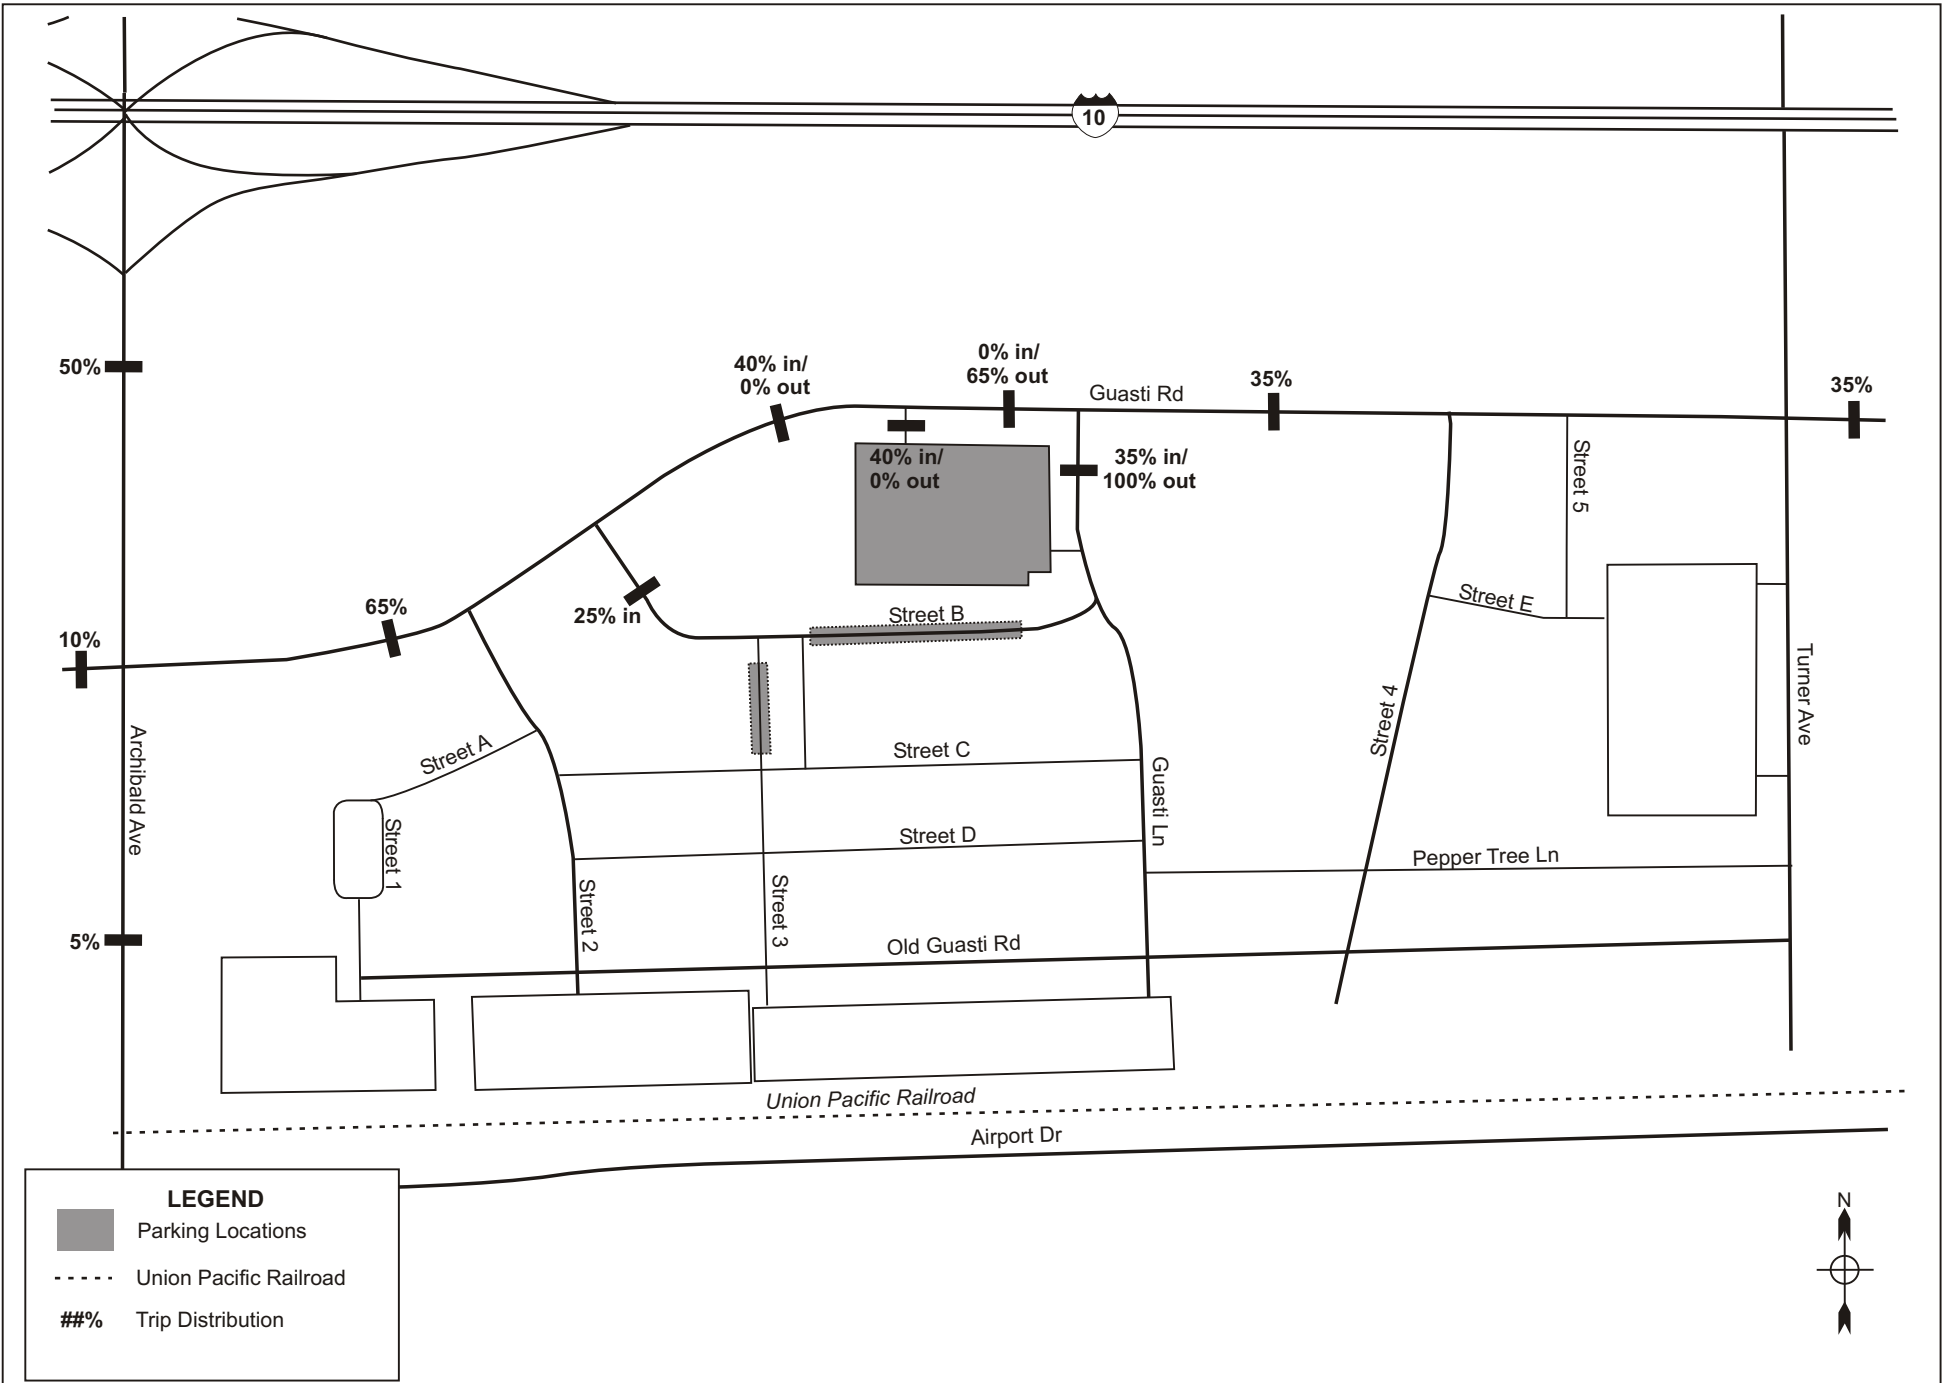 10
50%
40% in/
0% out
0% in/
65% out
Guasti Rd
35%
35%
40% in/
0% out
35% in/
100% out
Street 5
65%
25% in
Street B
Street E
10%
Turner Ave
Archibald Ave
Street A
Street C
Street 4
Guasti Ln
Street 1
Street D
Pepper Tree Ln
Street 2
Street 3
5%
Old Guasti Rd
Union Pacific Railroad
Airport Dr
LEGEND
Parking Locations
Union Pacific Railroad
##% Trip Distribution
N